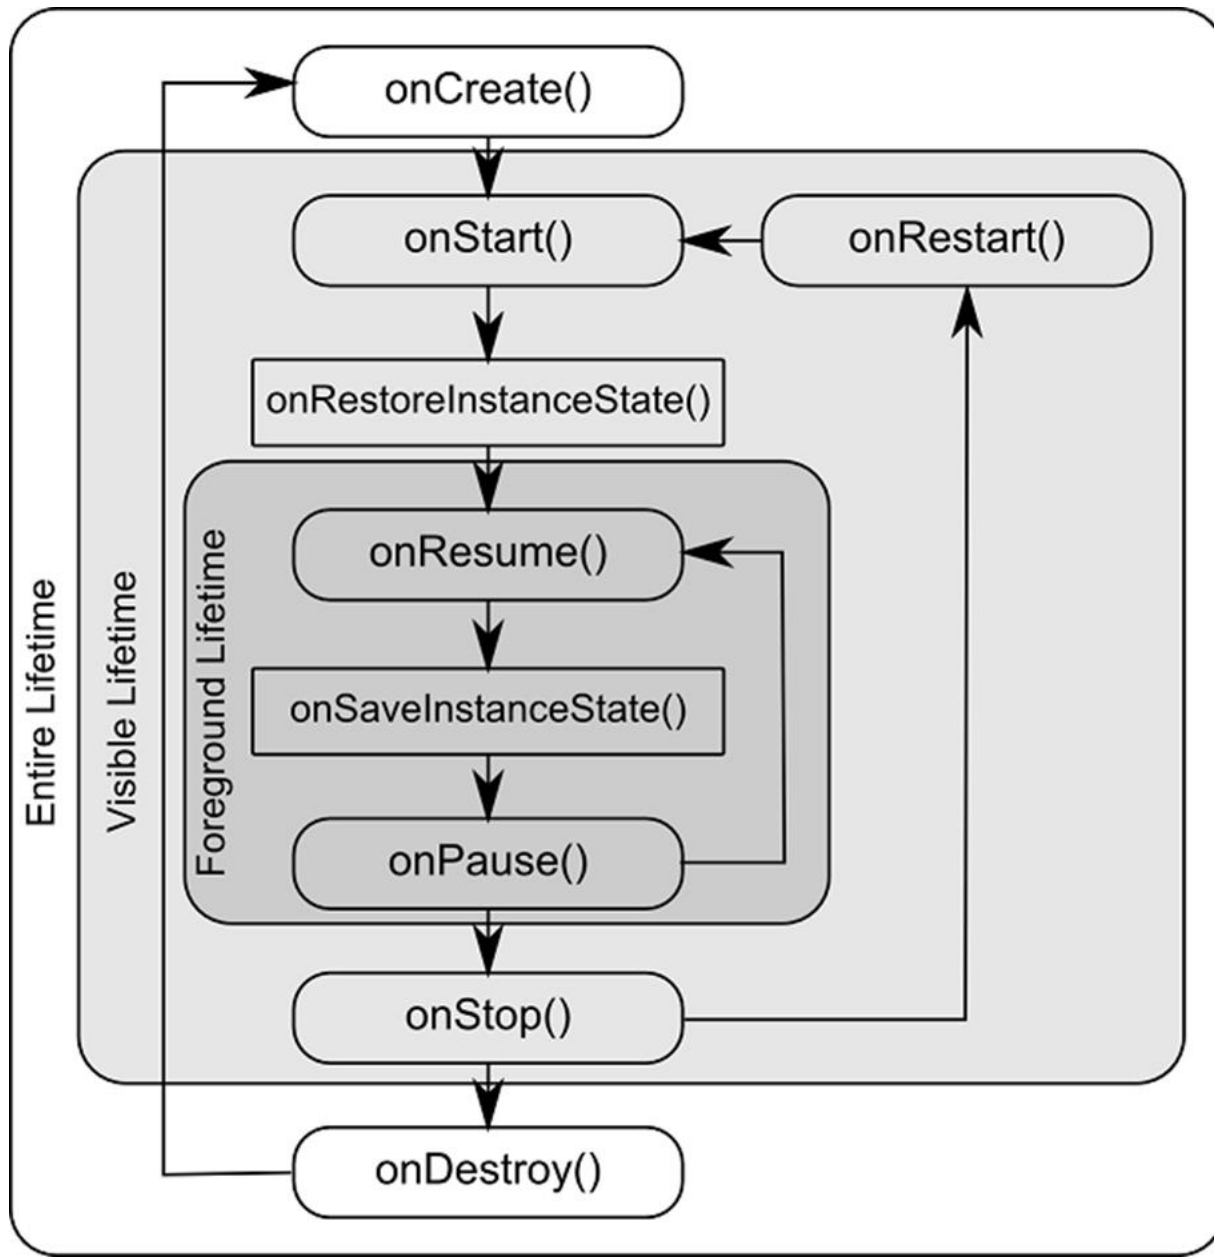 onCreate()
onStart()
onRestart()
onRestoreInstanceState()
onResume()
onSaveInstanceState()
onPause()
onStop()
onDestroy()
Entire Lifetime
Visible Lifetime
Foreground Lifetime